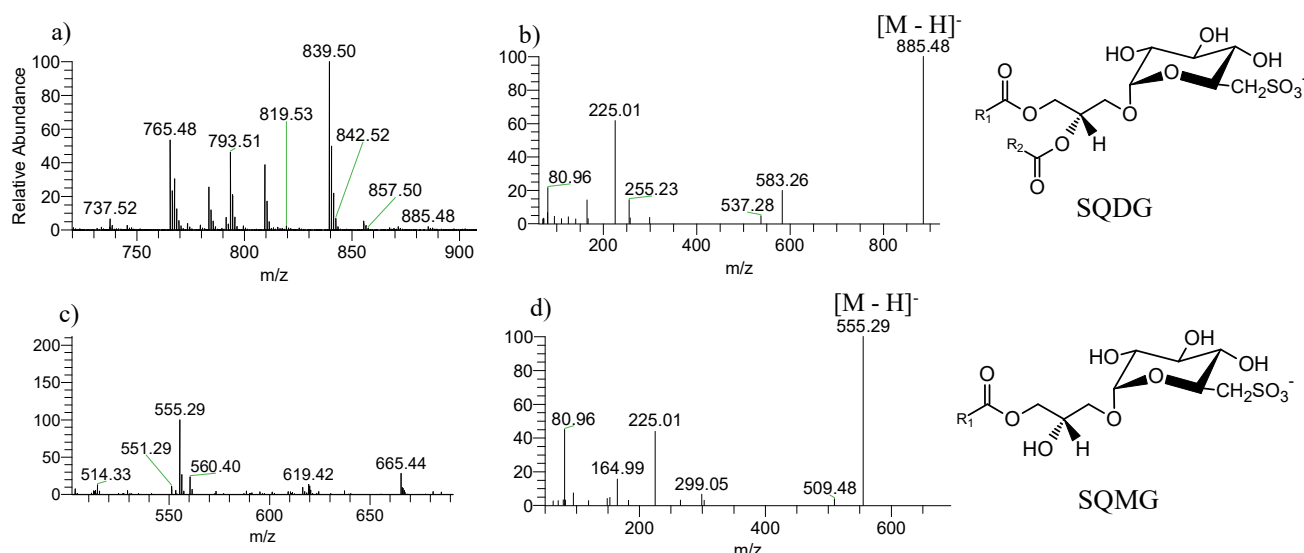 a)
Relative Abundance
100
80
60
40
20
0
839.50
765.48
819.53
793.51
842.52
857.50
737.52
885.48
750
800
850
900
m/z
b)
[M - H]-
100
80
60
40
20
0
885.48
225.01
80.96
255.23
583.26
537.28
200
400
600
800
m/z
OH
HO
O
OH
O
CH2SO3-
R1
O
O
R2
O
H
O
SQDG
c)
200
150
100
50
0
555.29
551.29
514.33
560.40
619.42
665.44
550
600
650
m/z
d)
[M - H]-
100
80
60
40
20
0
555.29
80.96
225.01
164.99
299.05
509.48
200
400
600
m/z
OH
HO
O
OH
O
CH2SO3-
R1
O
O
HO
H
SQMG